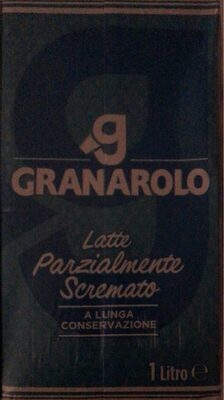 g
GRANAROLO
Latte
Parzialmente
Scremato
A LUNGA
CONSERVAZIONE
1 Litro ℮